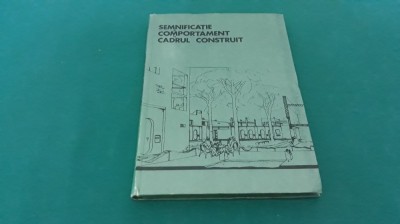 SEMNIFICAȚIE
COMPORTAMENT
CADRUL CONSTRUIT